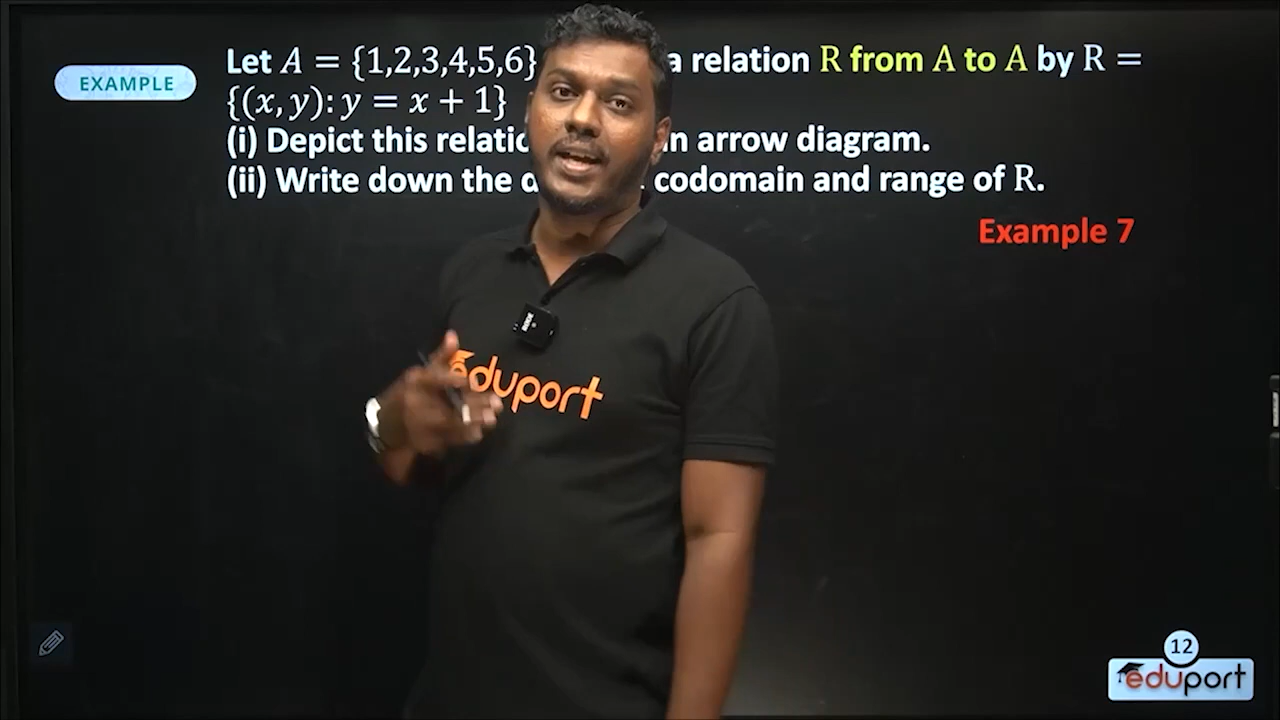 EXAMPLE
Let A = {1,2,3,4,5,6} a relation R from A to A by R =
{(x, y): y = x + 1}
(i) Depict this arrow diagram.
(ii) Write down the codomain and range of R.
Example 7
eduport
12
eduport